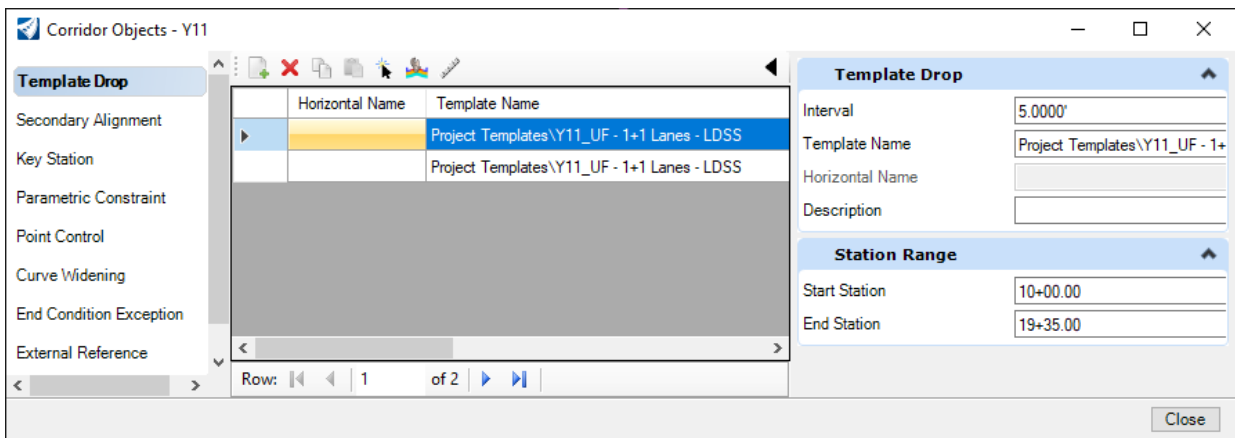 Corridor Objects - Y11
Template Drop
Secondary Alignment
Key Station
Parametric Constraint
Point Control
Curve Widening
End Condition Exception
External Reference
Horizontal Name Template Name
Project Templates\Y11_UF - 1+1 Lanes - LDSS
Project Templates\Y11_UF - 1+1 Lanes - LDSS
Row: 1 of 2
Template Drop
Interval 5.0000'
Template Name Project Templates\Y11_UF - 1+
Horizontal Name
Description
Station Range
Start Station 10+00.00
End Station 19+35.00
Close